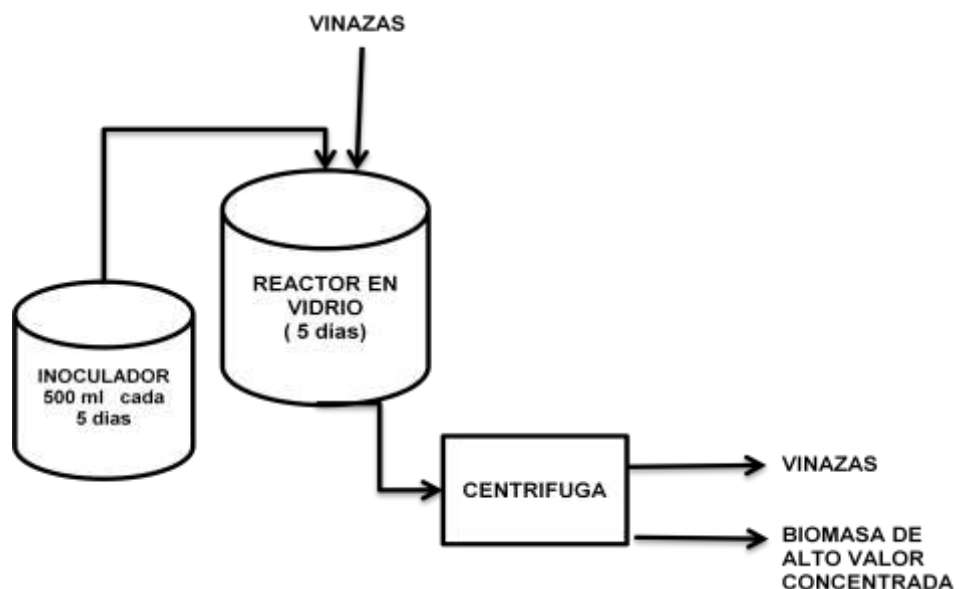 VINAZAS
REACTOR EN
VIDRIO
( 5 dias)
INOCULADOR
500 ml cada
5 dias
CENTRIFUGA
VINAZAS
BIOMASA DE
ALTO VALOR
CONCENTRADA